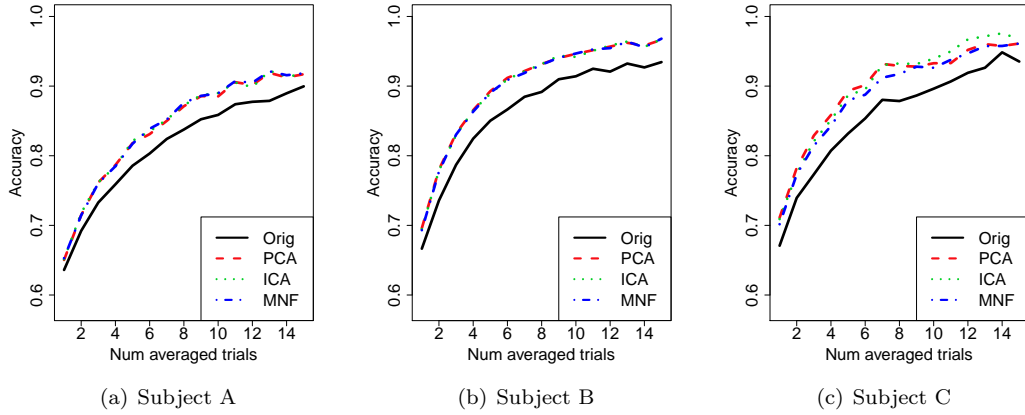 Accuracy
0.6 0.7 0.8 0.9 1.0
2 4 6 8 10 12 14
Num averaged trials
Orig
PCA
ICA
MNF
(a) Subject A
Accuracy
0.6 0.7 0.8 0.9 1.0
2 4 6 8 10 12 14
Num averaged trials
Orig
PCA
ICA
MNF
(b) Subject B
Accuracy
0.6 0.7 0.8 0.9 1.0
2 4 6 8 10 12 14
Num averaged trials
Orig
PCA
ICA
MNF
(c) Subject C